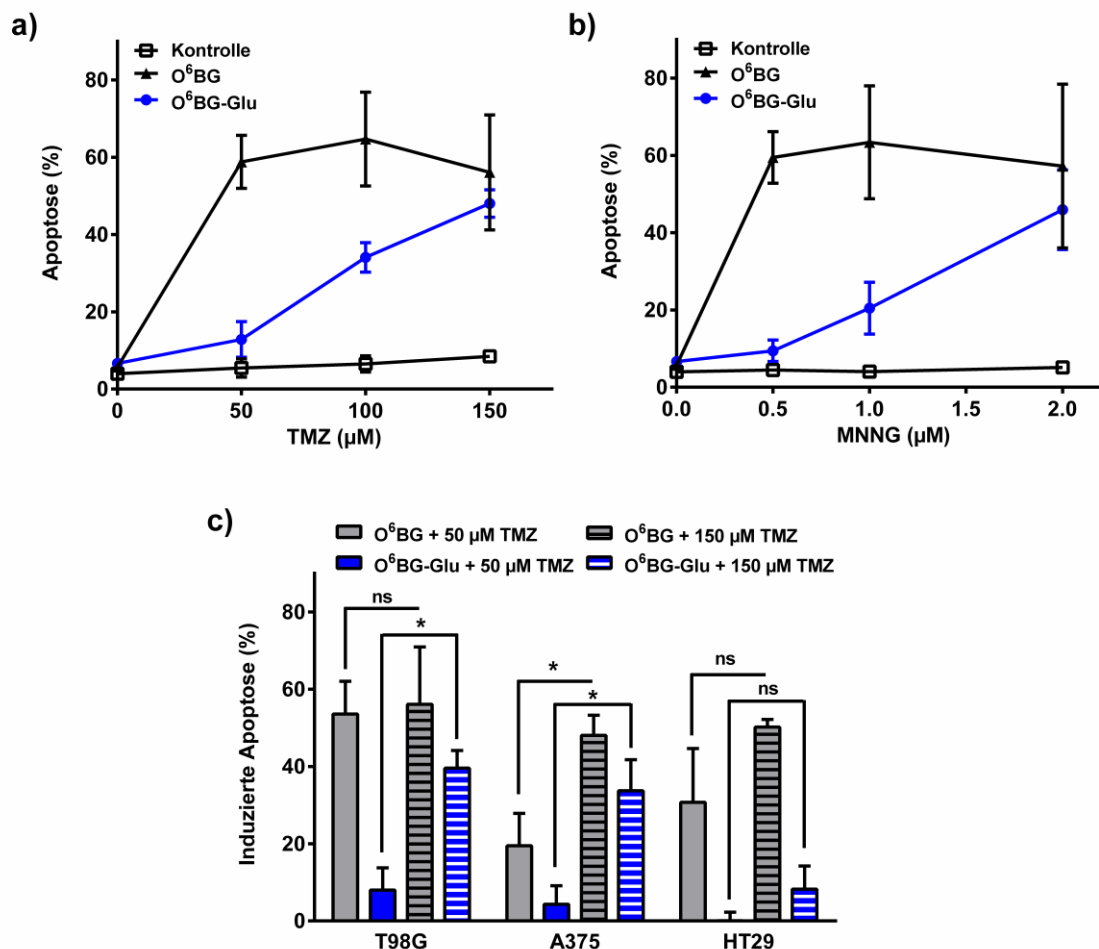 a)
Kontrolle
O⁶BG
O⁶BG-Glu
Apoptose (%)
80
60
40
20
0
0 50 100 150
TMZ (µM)
b)
Kontrolle
O⁶BG
O⁶BG-Glu
Apoptose (%)
80
60
40
20
0
0.0 0.5 1.0 1.5 2.0
MNNG (µM)
c)
O⁶BG + 50 µM TMZ O⁶BG + 150 µM TMZ
O⁶BG-Glu + 50 µM TMZ O⁶BG-Glu + 150 µM TMZ
Induzierte Apoptose (%)
80
60
40
20
0
ns
*
*
*
ns
ns
T98G A375 HT29